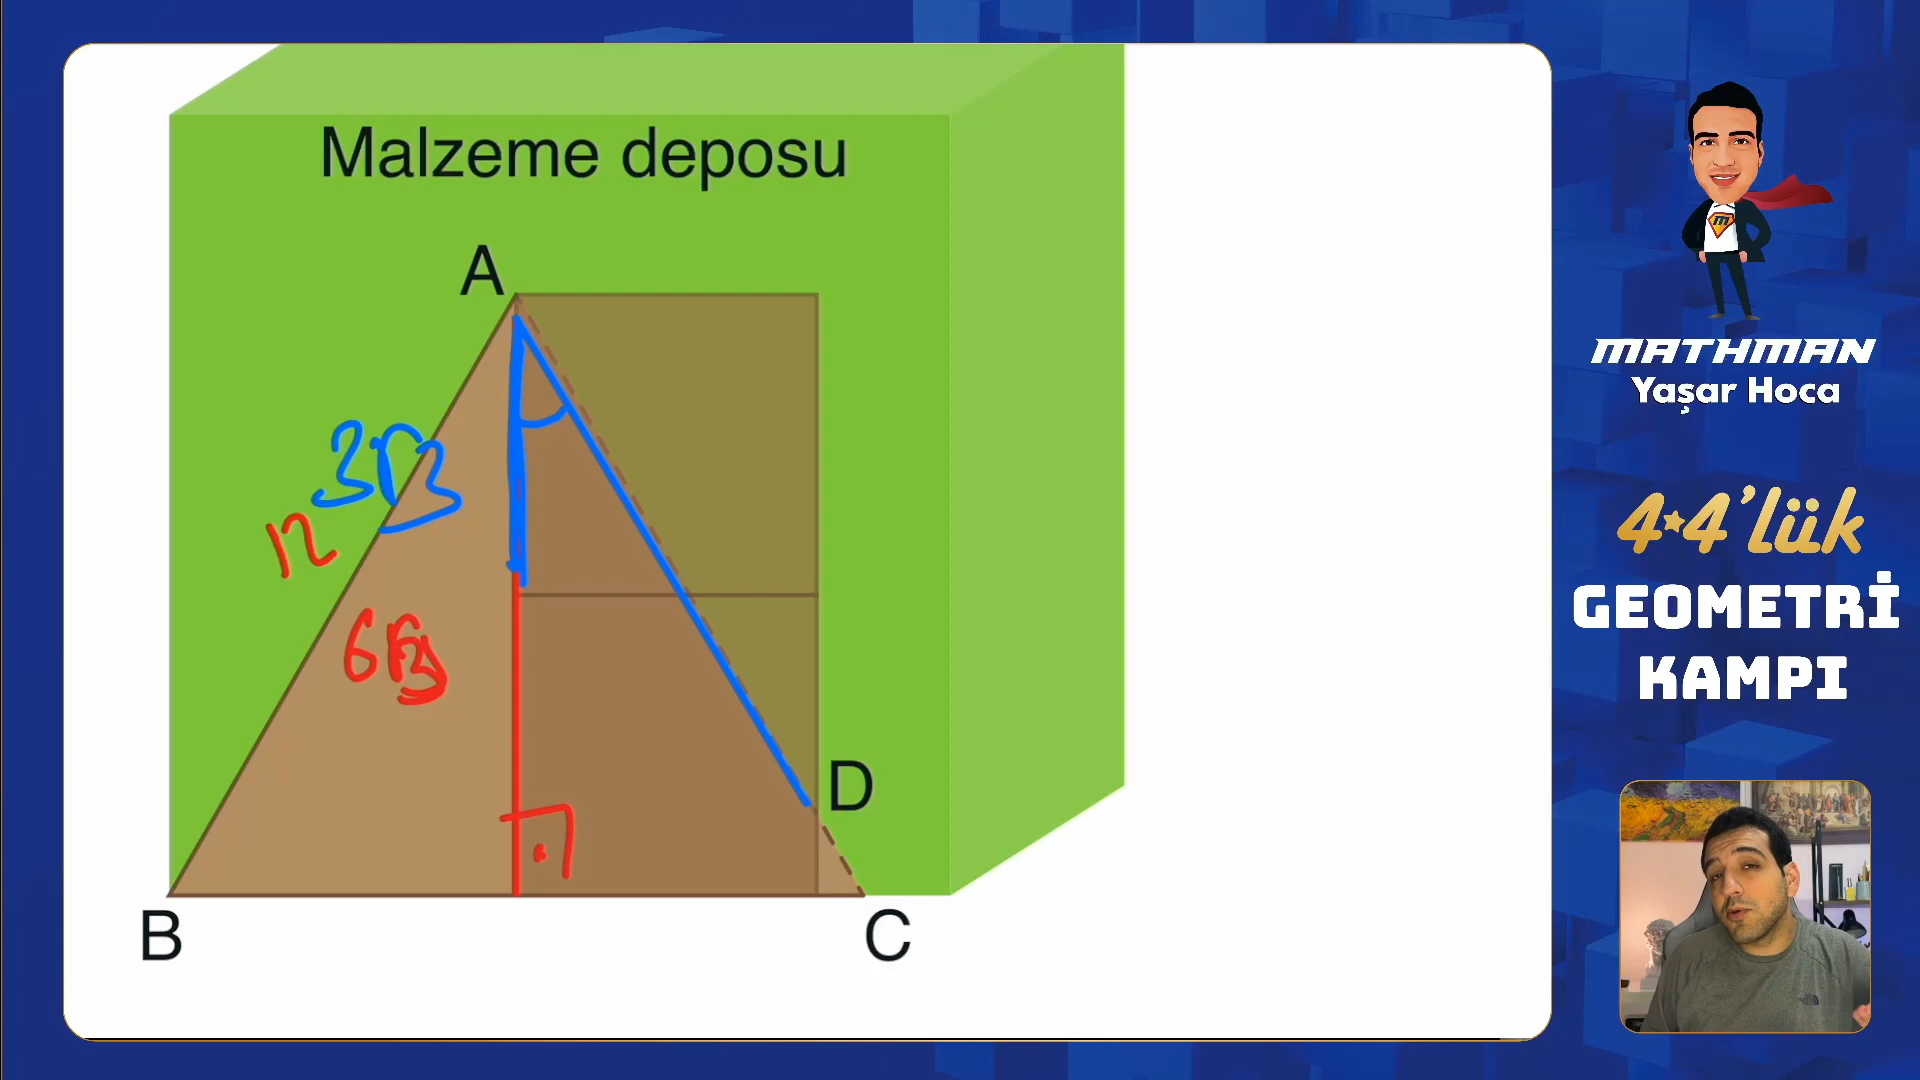 Malzeme deposu
A
3√3
12
6√3
D
B
C
m
MATHMAN
Yaşar Hoca
4★4'lük
GEOMETRİ
KAMPI